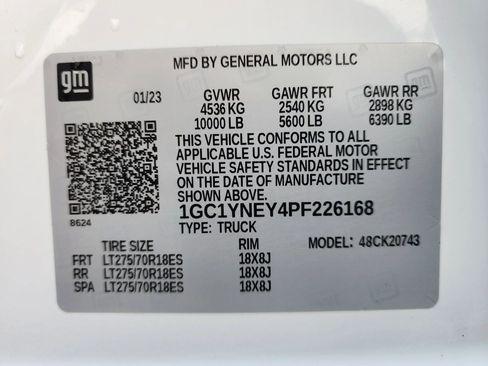 gm
MFD BY GENERAL MOTORS LLC
01/23 GVWR GAWR FRT GAWR RR
4536 KG 2540 KG 2898 KG
10000 LB 5600 LB 6390 LB
THIS VEHICLE CONFORMS TO ALL
APPLICABLE U.S. FEDERAL MOTOR
VEHICLE SAFETY STANDARDS IN EFFECT
ON THE DATE OF MANUFACTURE
SHOWN ABOVE.
8624 1GC1YNEY4PF226168
TYPE: TRUCK
TIRE SIZE RIM MODEL: 48CK20743
FRT LT275/70R18ES 18X8J
RR LT275/70R18ES 18X8J
SPA LT275/70R18ES 18X8J